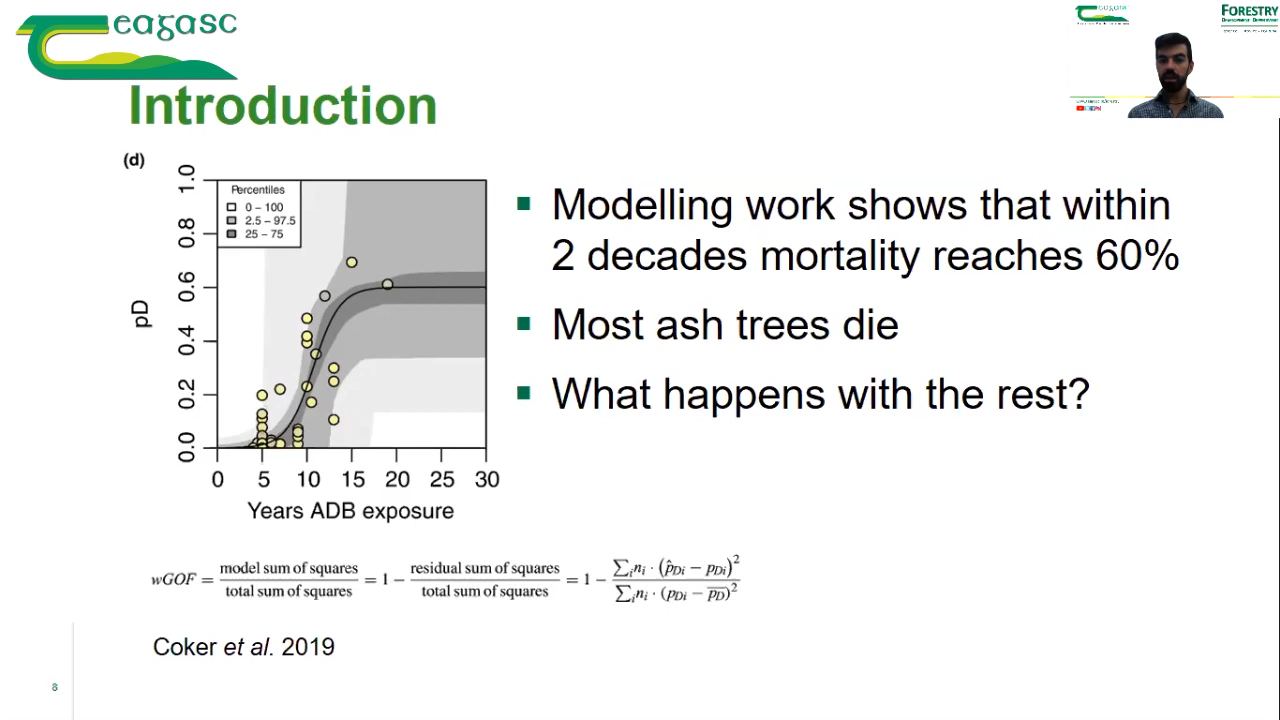 eagasc
eagasc
FORESTRY
DEVELOPMENT DEPARTMENT
Introduction
(d)
Percentiles
0 – 100
2.5 – 97.5
25 – 75
1.0
0.8
0.6
0.4
0.2
0.0
pD
0 5 10 15 20 25 30
Years ADB exposure
Modelling work shows that within
2 decades mortality reaches 60%
Most ash trees die
What happens with the rest?
wGOF = model sum of squares / total sum of squares = 1 − residual sum of squares / total sum of squares = 1 − ∑ᵢnᵢ · (p̂Di − pDi)² / ∑ᵢnᵢ · (pDi − p̅D̅)²
Coker et al. 2019
8